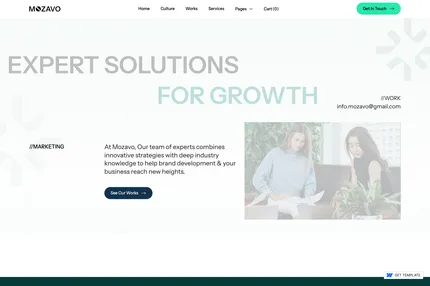 MOZAVO
Home Culture Works Services Pages Cart (0)
Get In Touch →
EXPERT SOLUTIONS
FOR GROWTH
//WORK
info.mozavo@gmail.com
//MARKETING
At Mozavo, Our team of experts combines
innovative strategies with deep industry
knowledge to help brand development & your
business reach new heights.
See Our Works →
GET TEMPLATE